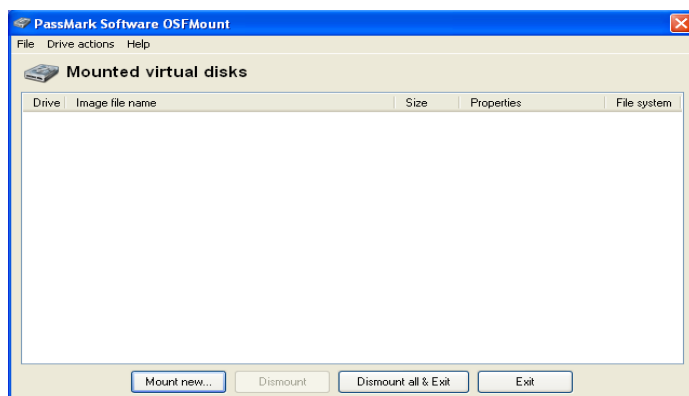 PassMark Software OSFMount
File Drive actions Help
Mounted virtual disks
Drive Image file name Size Properties File system
Mount new... Dismount Dismount all & Exit Exit